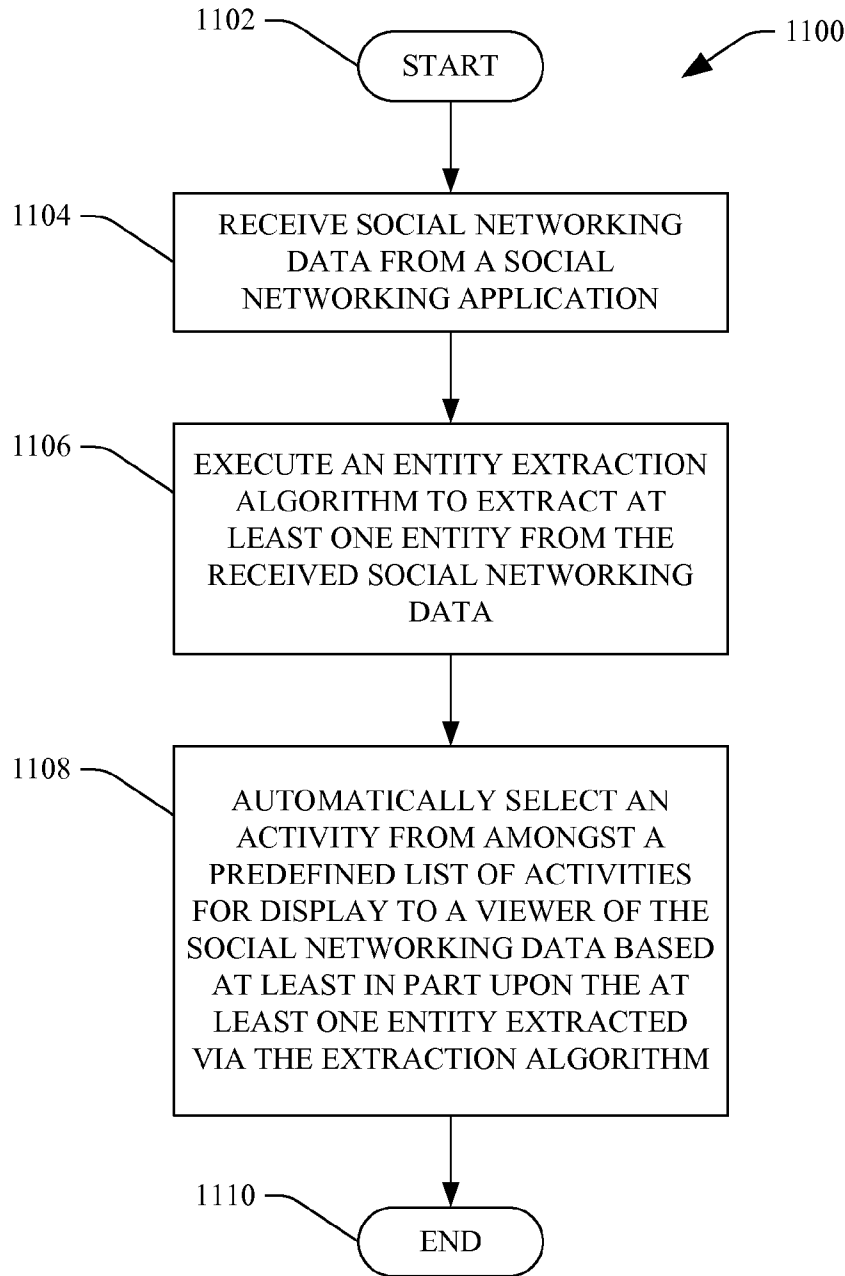 1102
START
1100
1104
RECEIVE SOCIAL NETWORKING
DATA FROM A SOCIAL
NETWORKING APPLICATION
1106
EXECUTE AN ENTITY EXTRACTION
ALGORITHM TO EXTRACT AT
LEAST ONE ENTITY FROM THE
RECEIVED SOCIAL NETWORKING
DATA
1108
AUTOMATICALLY SELECT AN
ACTIVITY FROM AMONGST A
PREDEFINED LIST OF ACTIVITIES
FOR DISPLAY TO A VIEWER OF THE
SOCIAL NETWORKING DATA BASED
AT LEAST IN PART UPON THE AT
LEAST ONE ENTITY EXTRACTED
VIA THE EXTRACTION ALGORITHM
1110
END